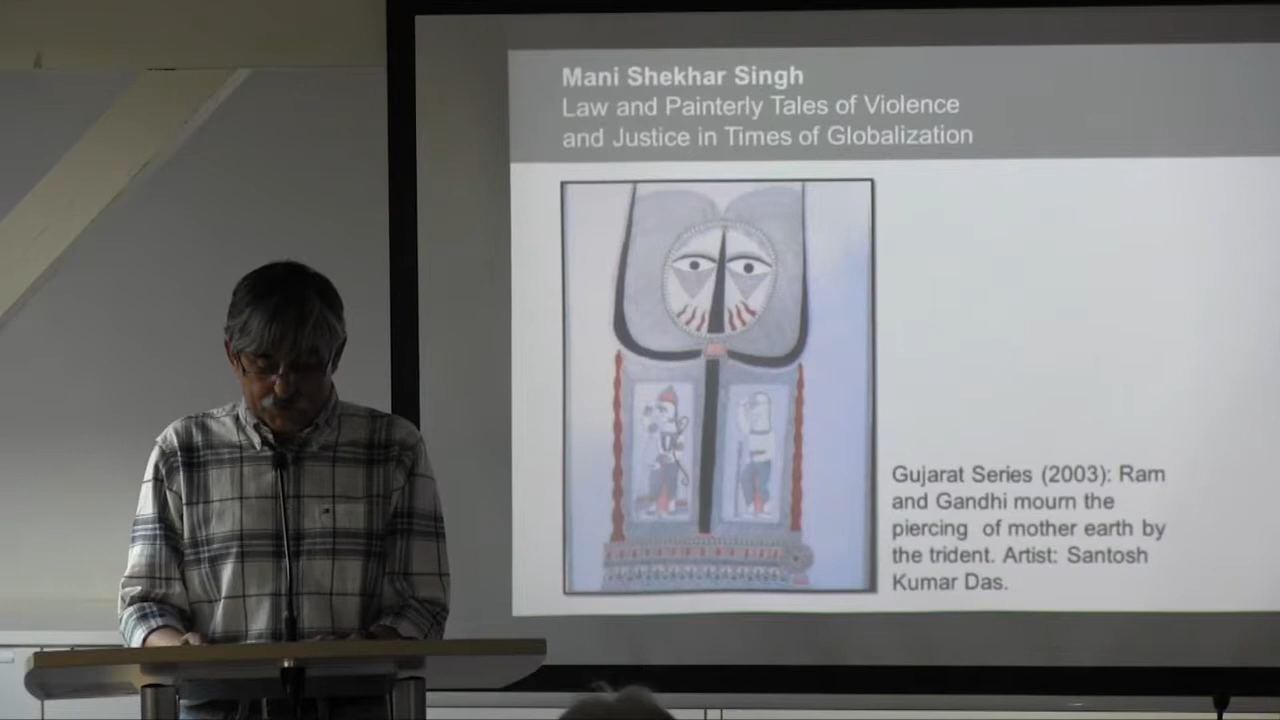 Mani Shekhar Singh
Law and Painterly Tales of Violence
and Justice in Times of Globalization
Gujarat Series (2003): Ram
and Gandhi mourn the
piercing of mother earth by
the trident. Artist: Santosh
Kumar Das.